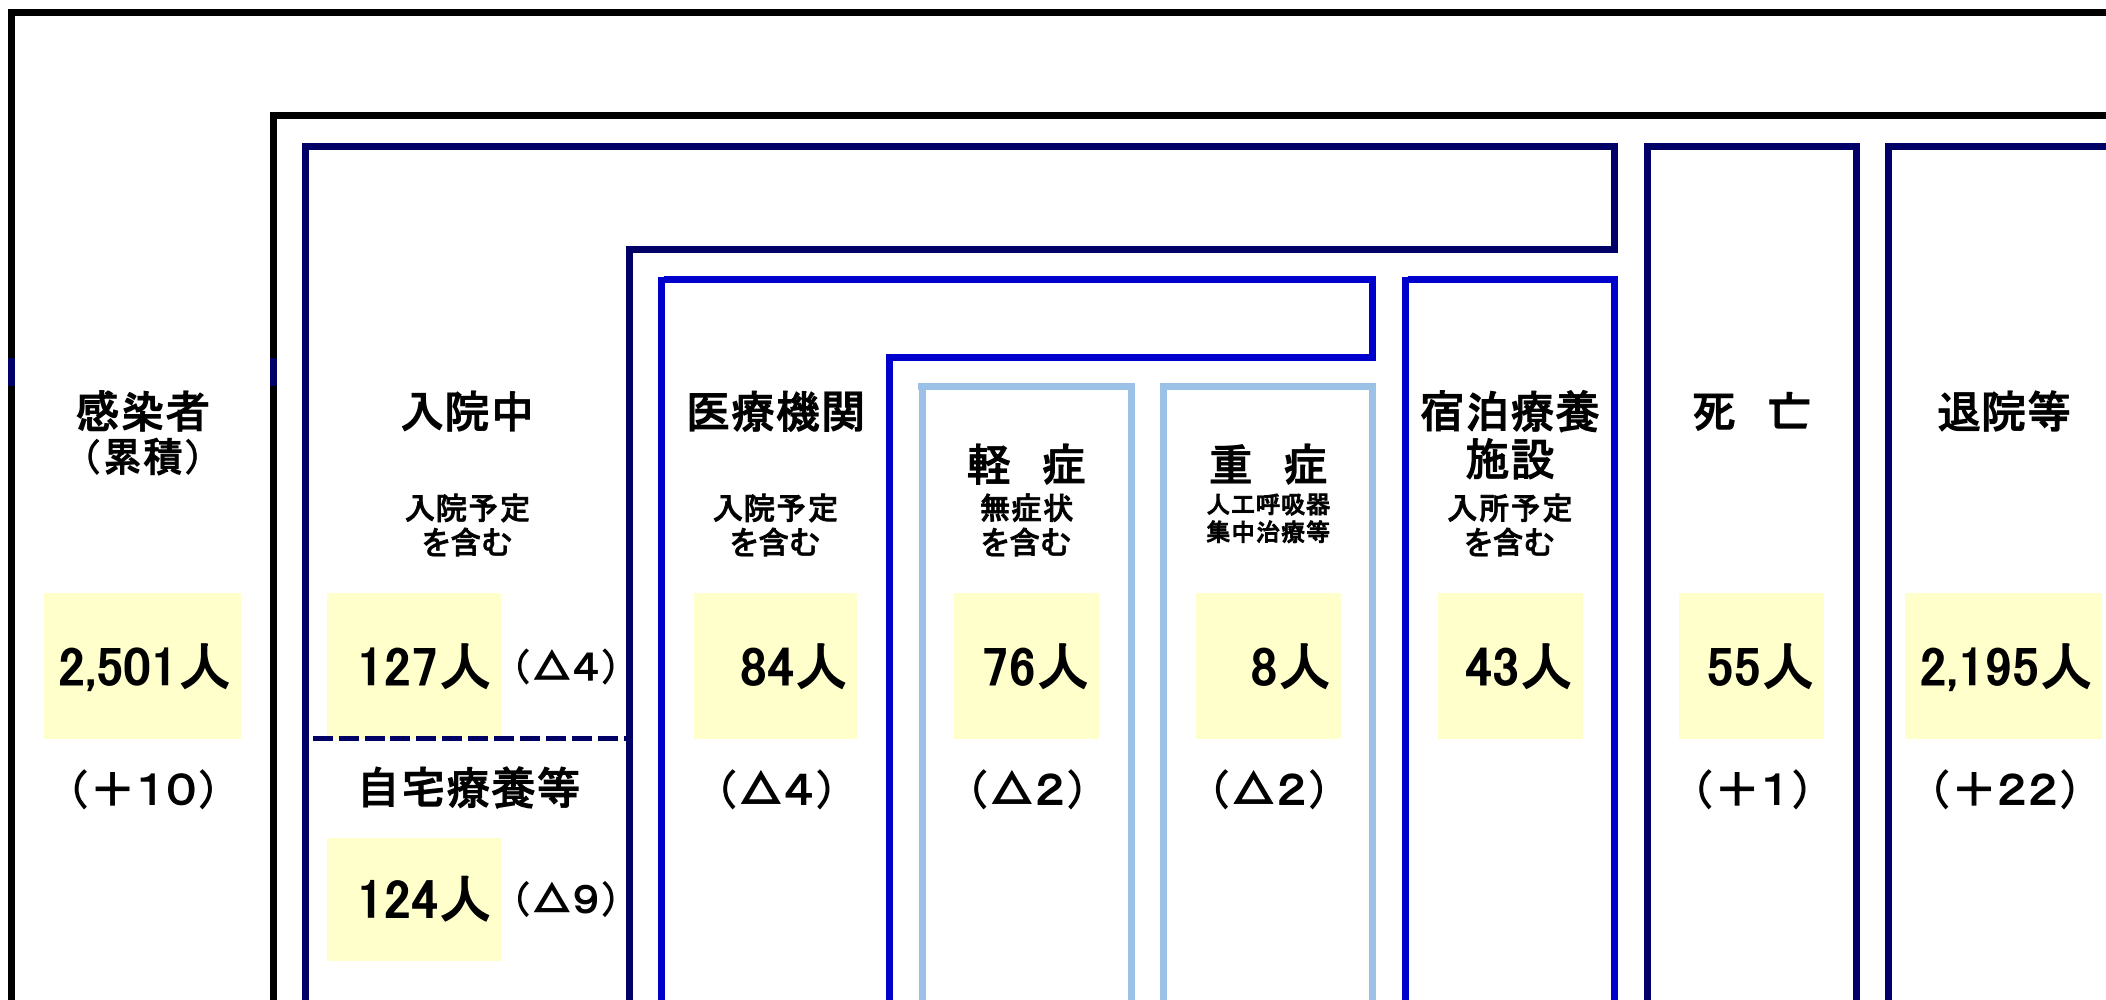 感染者
（累積）
2,501人
（＋10）
入院中
入院予定
を含む
127人（△4）
自宅療養等
124人（△9）
医療機関
入院予定
を含む
84人
（△4）
軽　症
無症状
を含む
76人
（△2）
重　症
人工呼吸器
集中治療等
8人
（△2）
宿泊療養
施設
入所予定
を含む
43人
死　亡
55人
（＋1）
退院等
2,195人
（＋22）